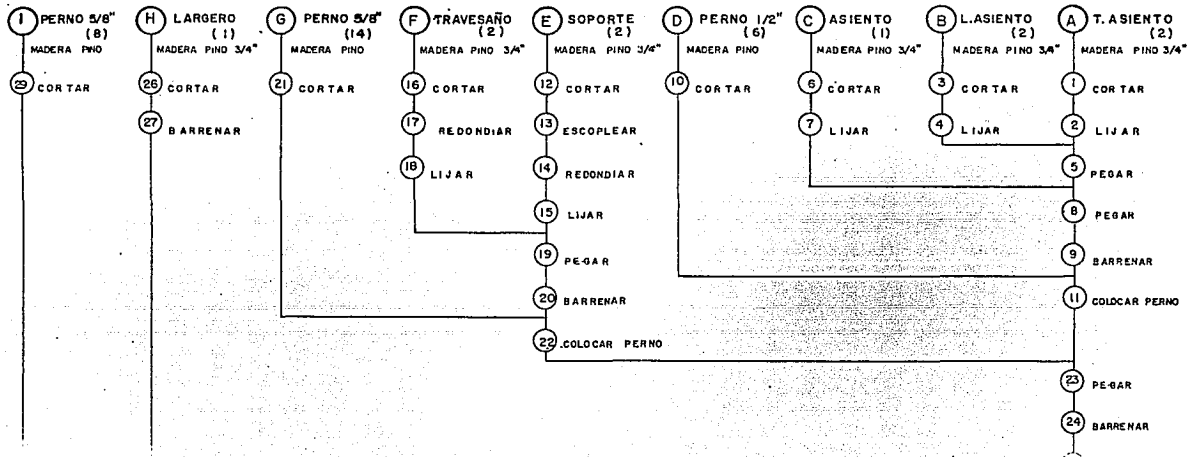 I PERNO 5/8"
(8)
MADERA PINO
29 CORTAR
H LARGERO
(1)
MADERA PINO 3/4"
26 CORTAR
27 BARRENAR
G PERNO 5/8"
(14)
MADERA PINO
21 CORTAR
F TRAVESAÑO
(2)
MADERA PINO 3/4"
16 CORTAR
17 REDONDIAR
18 LIJAR
E SOPORTE
(2)
MADERA PINO 3/4"
12 CORTAR
13 ESCOPLEAR
14 REDONDIAR
15 LIJAR
19 PEGAR
20 BARRENAR
22 COLOCAR PERNO
D PERNO 1/2"
(6)
MADERA PINO
10 CORTAR
C ASIENTO
(1)
MADERA PINO 3/4"
6 CORTAR
7 LIJAR
B L.ASIENTO
(2)
MADERA PINO 3/4"
3 CORTAR
4 LIJAR
A T. ASIENTO
(2)
MADERA PINO 3/4"
1 CORTAR
2 LIJAR
5 PEGAR
8 PEGAR
9 BARRENAR
11 COLOCAR PERNO
23 PEGAR
24 BARRENAR